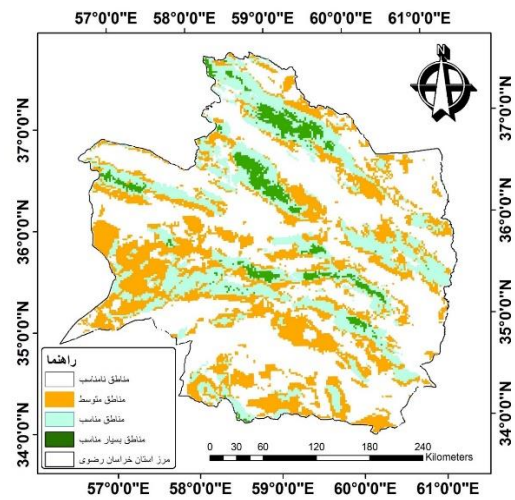 57°0'0"E 58°0'0"E 59°0'0"E 60°0'0"E 61°0'0"E
N
37°0'0"N
37°0'0"N
36°0'0"N
36°0'0"N
35°0'0"N
35°0'0"N
34°0'0"N
34°0'0"N
راهنما
مناطق نامناسب
مناطق متوسط
مناطق مناسب
مناطق بسیار مناسب
مرز استان خراسان رضوی
0 30 60 120 180 240
Kilometers
57°0'0"E 58°0'0"E 59°0'0"E 60°0'0"E 61°0'0"E